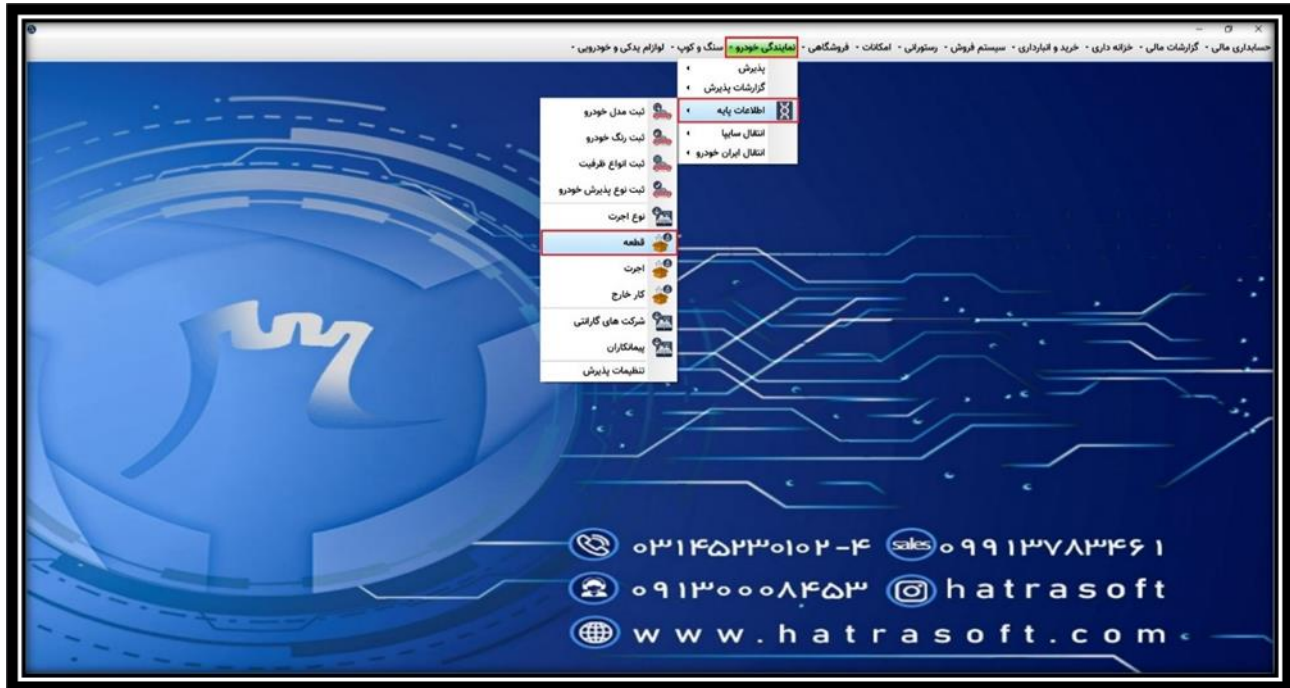 حسابداری مالی - گزارشات مالی - خزانه داری - خرید و انبارداری - سیستم فروش - رستورانی - امکانات - فروشگاهی - نمایندگی خودرو - سنگ و کوپ - لوازم یدکی و خودرویی -
پذیرش
گزارشات پذیرش
اطلاعات پایه
انتقال سایپا
انتقال ایران خودرو
ثبت مدل خودرو
ثبت رنگ خودرو
ثبت انواع ظرفیت
ثبت نوع پذیرش خودرو
نوع اجرت
قطعه
اجرت
کار خارج
شرکت های گارانتی
پیمانکاران
تنظیمات پذیرش
۰۳۱۴۵۲۳۰۱۰۲-۴ sales ۰۹۹۱۳۷۸۳۴۶۱
۰۹۱۳۰۰۰۸۴۵۳ hatrasoft
www.hatrasoft.com